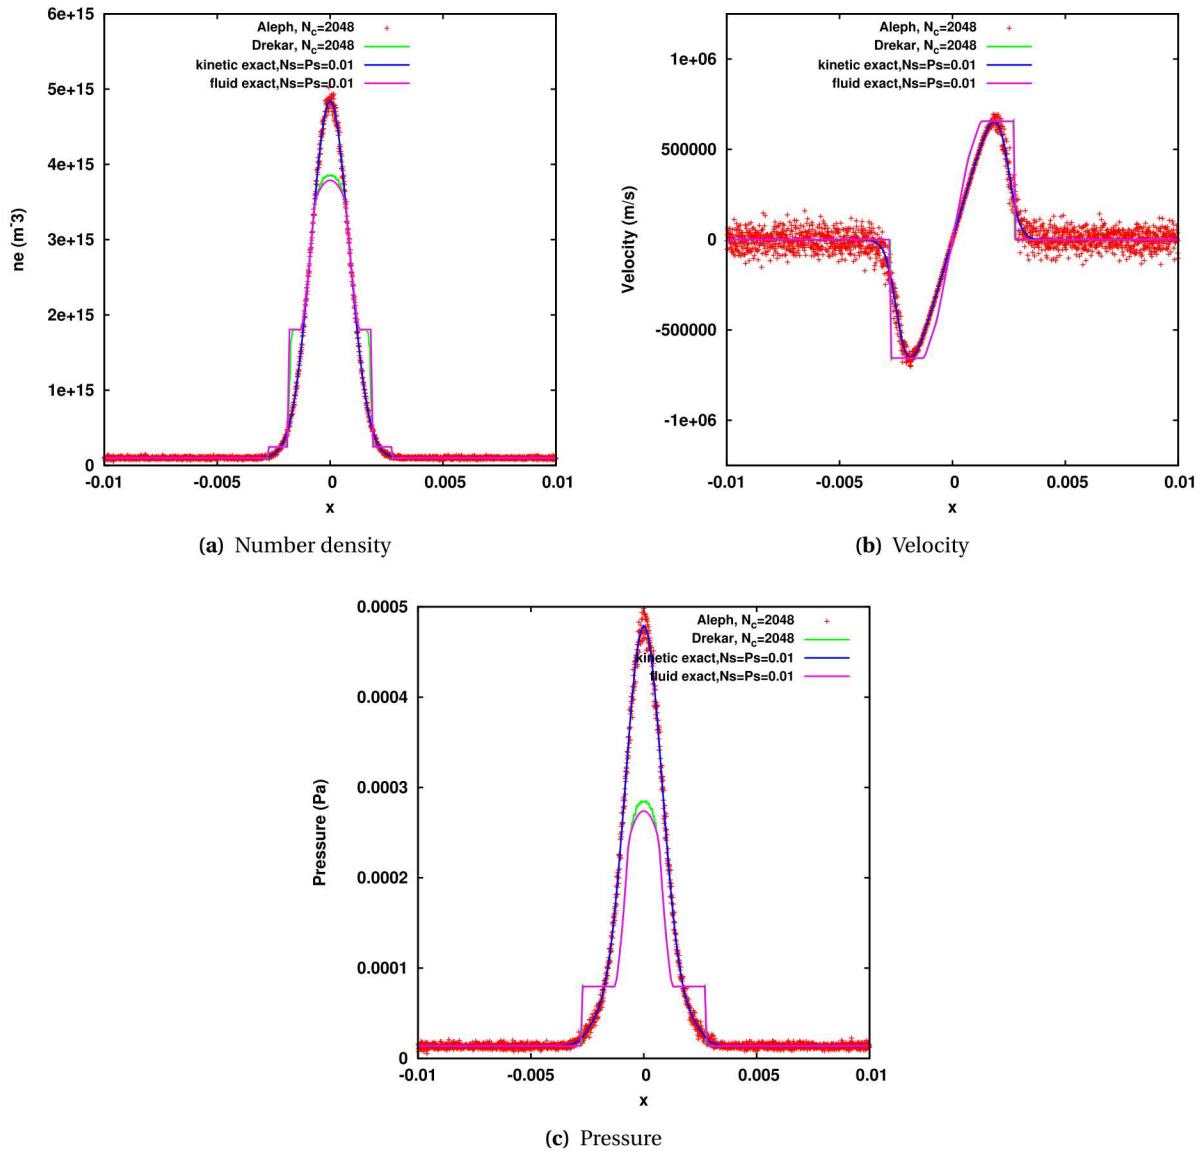 6e+15
5e+15
4e+15
3e+15
2e+15
1e+15
0
ne (m^-3)
Aleph, N_c=2048
Drekar, N_c=2048
kinetic exact,Ns=Ps=0.01
fluid exact,Ns=Ps=0.01
-0.01
-0.005
0
0.005
0.01
x
(a) Number density
1e+06
500000
0
-500000
-1e+06
Velocity (m/s)
Aleph, N_c=2048
Drekar, N_c=2048
kinetic exact,Ns=Ps=0.01
fluid exact,Ns=Ps=0.01
-0.01
-0.005
0
0.005
0.01
x
(b) Velocity
0.0005
0.0004
0.0003
0.0002
0.0001
0
Pressure (Pa)
Aleph, N_c=2048
Drekar, N_c=2048
kinetic exact,Ns=Ps=0.01
fluid exact,Ns=Ps=0.01
-0.01
-0.005
0
0.005
0.01
x
(c) Pressure